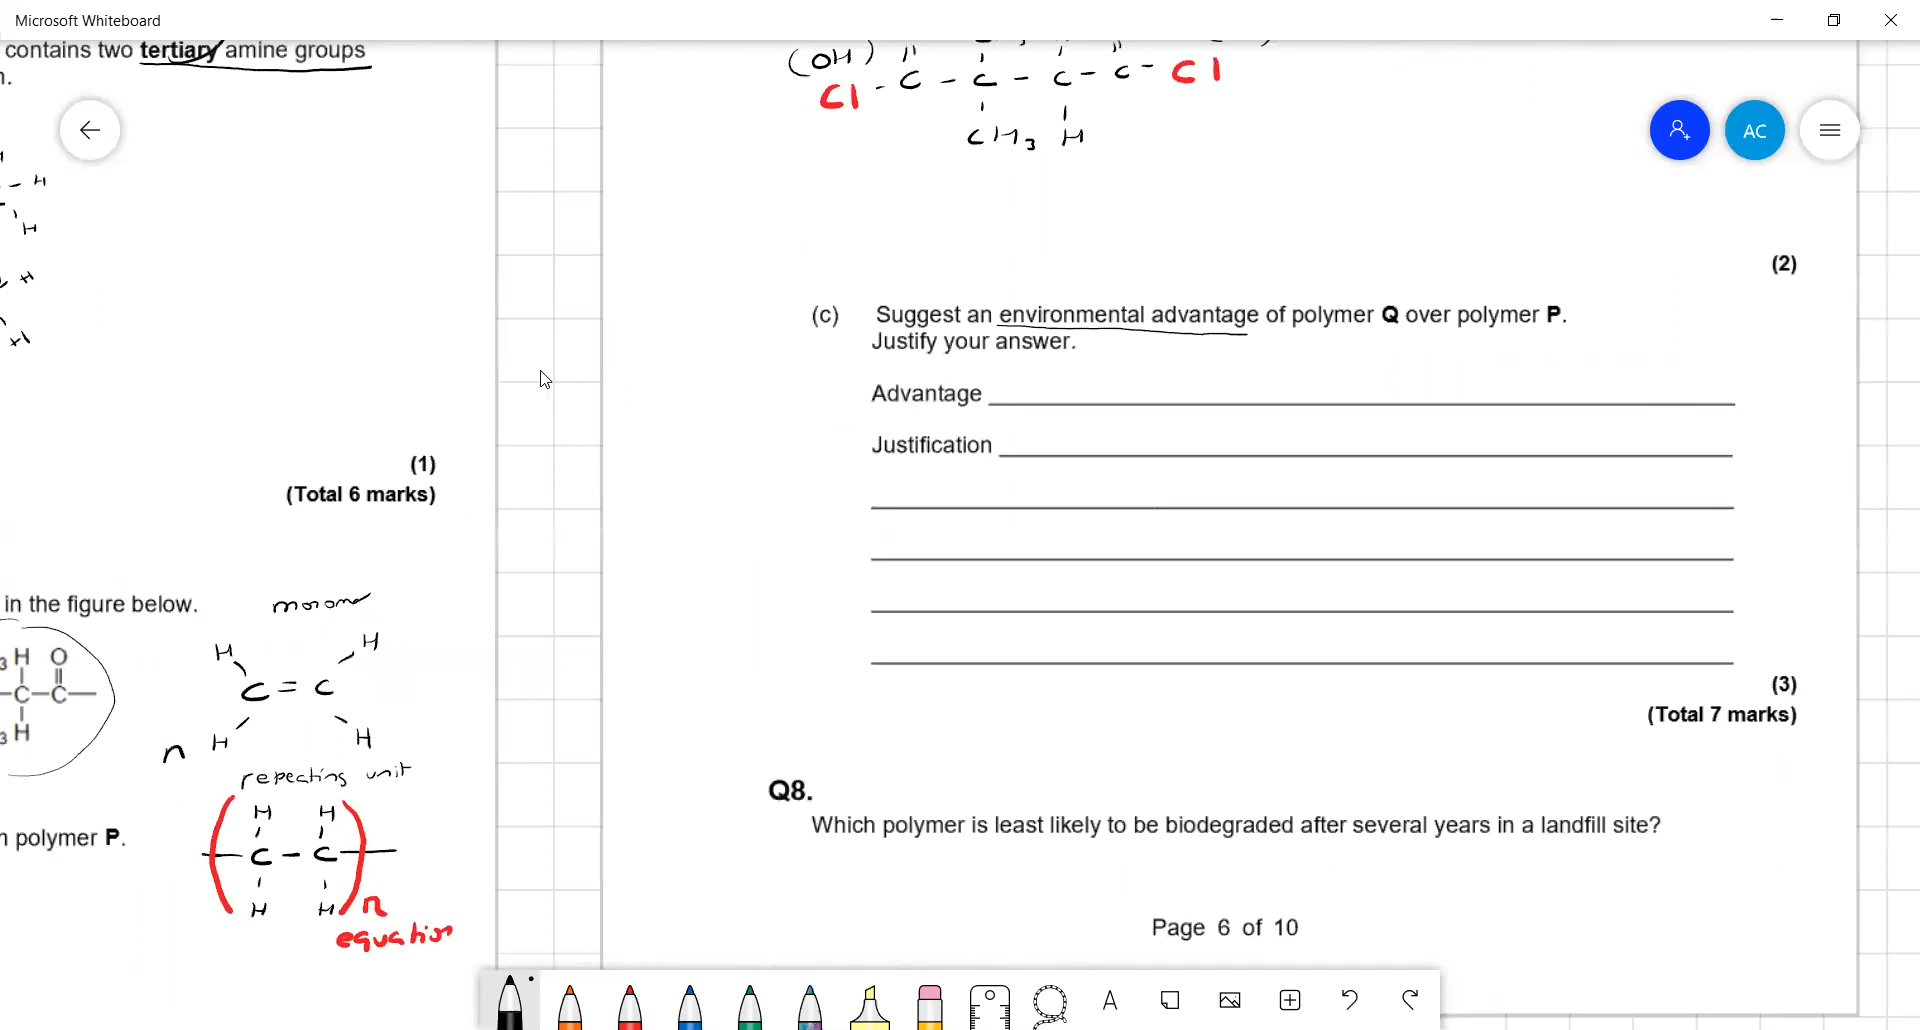 Microsoft Whiteboard
contains two tertiary amine groups
n.
H
H
H
H
(1)
(Total 6 marks)
in the figure below.
monomer
H H
C = C
H H
n
3 H O
-C-C-
3 H
repeating unit
H H
C - C
H H
n
equation
n polymer P.
(OH)
Cl - C - C - C - C - Cl
CH3 H
AC
(2)
(c) Suggest an environmental advantage of polymer Q over polymer P.
Justify your answer.
Advantage
Justification
(3)
(Total 7 marks)
Q8.
Which polymer is least likely to be biodegraded after several years in a landfill site?
Page 6 of 10
A